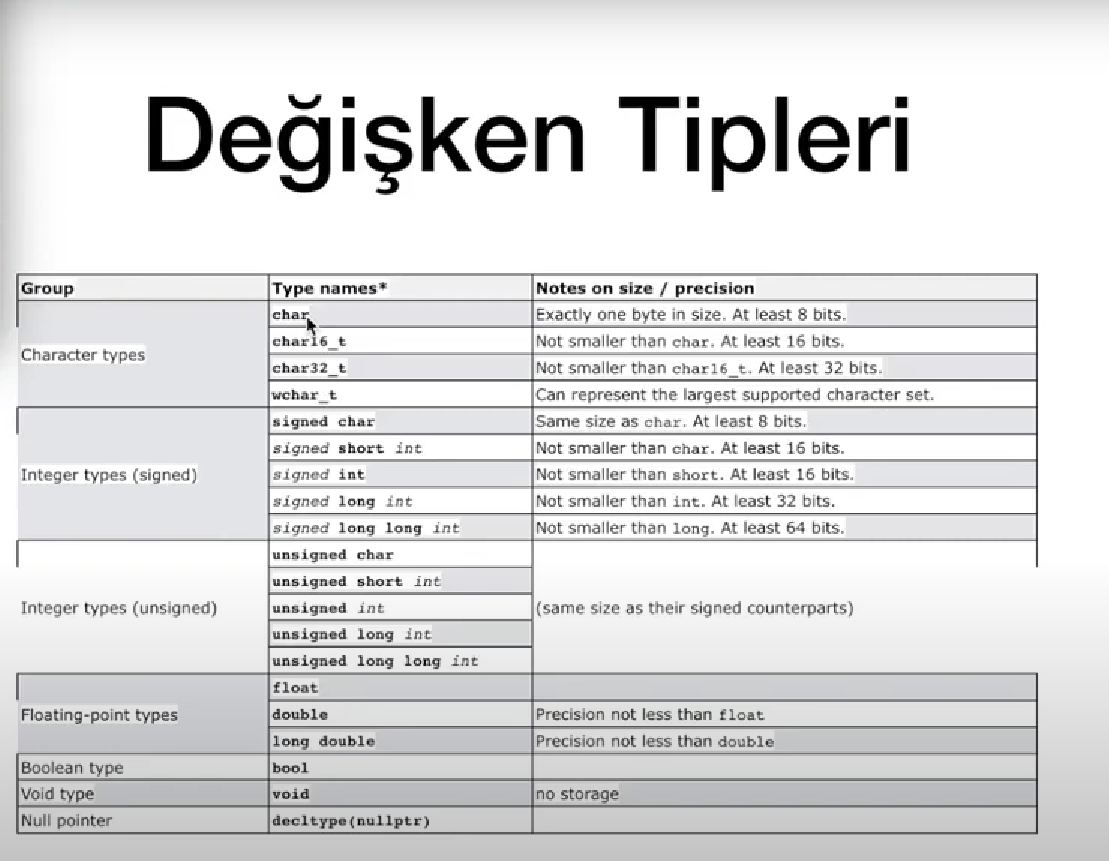 Değişken Tipleri
Group Type names* Notes on size / precision
Character types
char Exactly one byte in size. At least 8 bits.
char16_t Not smaller than char. At least 16 bits.
char32_t Not smaller than char16_t. At least 32 bits.
wchar_t Can represent the largest supported character set.
Integer types (signed)
signed char Same size as char. At least 8 bits.
signed short int Not smaller than char. At least 16 bits.
signed int Not smaller than short. At least 16 bits.
signed long int Not smaller than int. At least 32 bits.
signed long long int Not smaller than long. At least 64 bits.
Integer types (unsigned)
unsigned char
unsigned short int
unsigned int (same size as their signed counterparts)
unsigned long int
unsigned long long int
Floating-point types
float
double Precision not less than float
long double Precision not less than double
Boolean type bool
Void type void no storage
Null pointer decltype(nullptr)